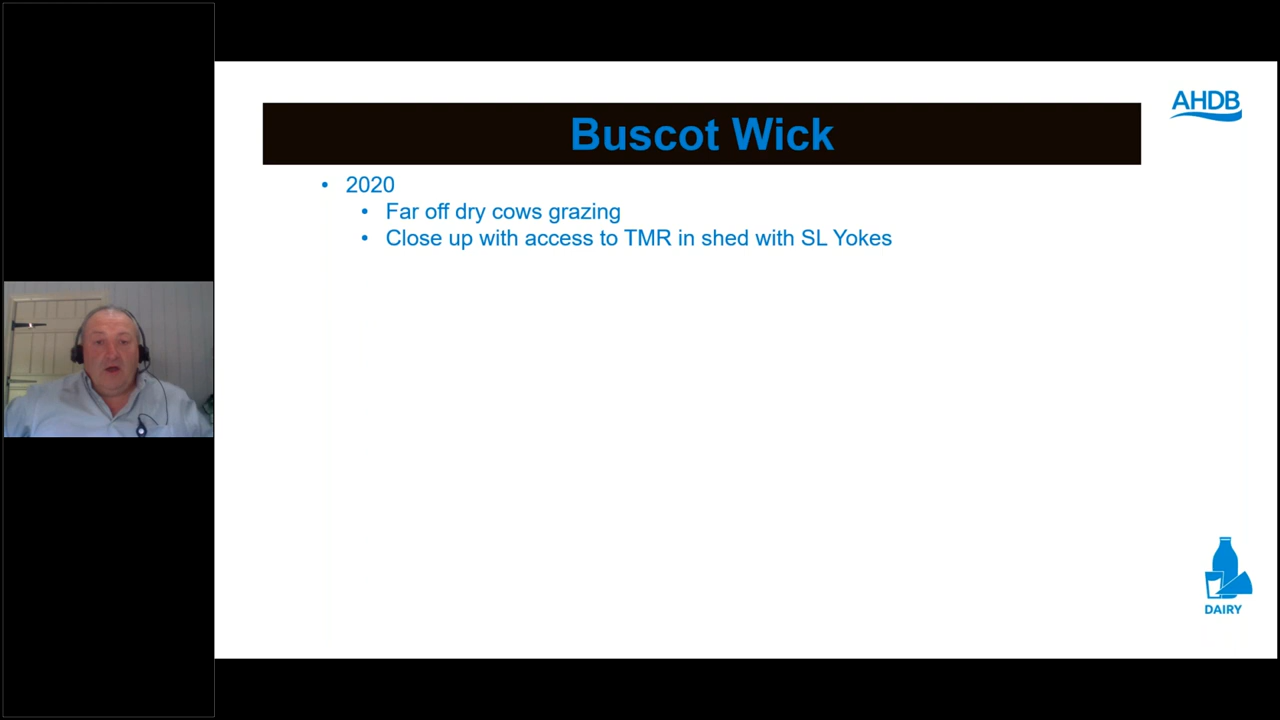 AHDB
Buscot Wick
• 2020
• Far off dry cows grazing
• Close up with access to TMR in shed with SL Yokes
DAIRY